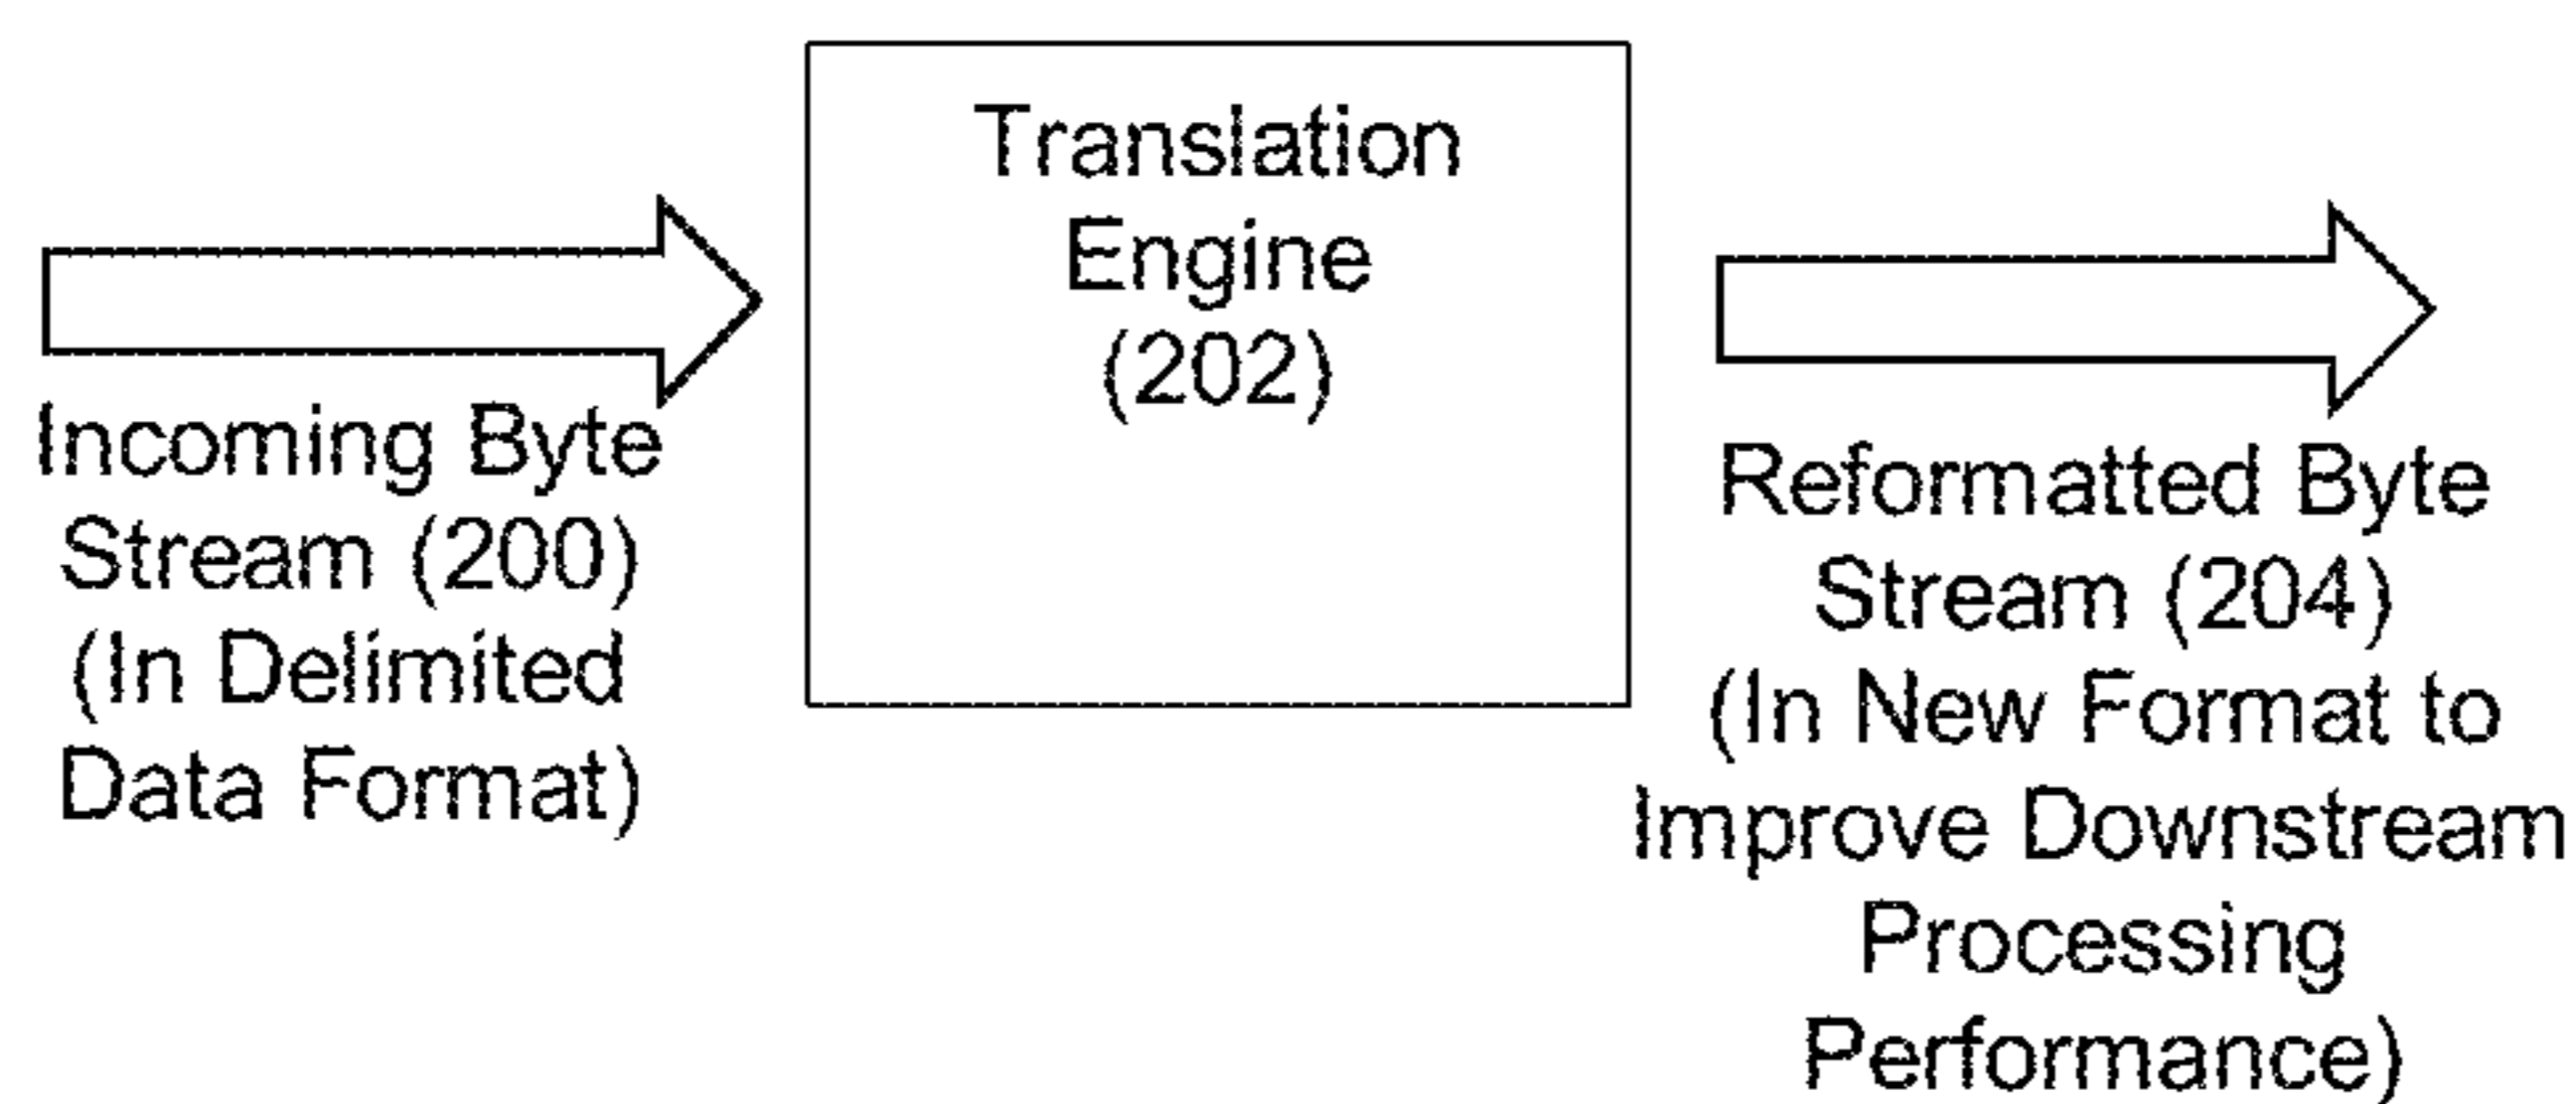 Translation
Engine
(202)
Incoming Byte
Stream (200)
(In Delimited
Data Format)
Reformatted Byte
Stream (204)
(In New Format to
Improve Downstream
Processing
Performance)